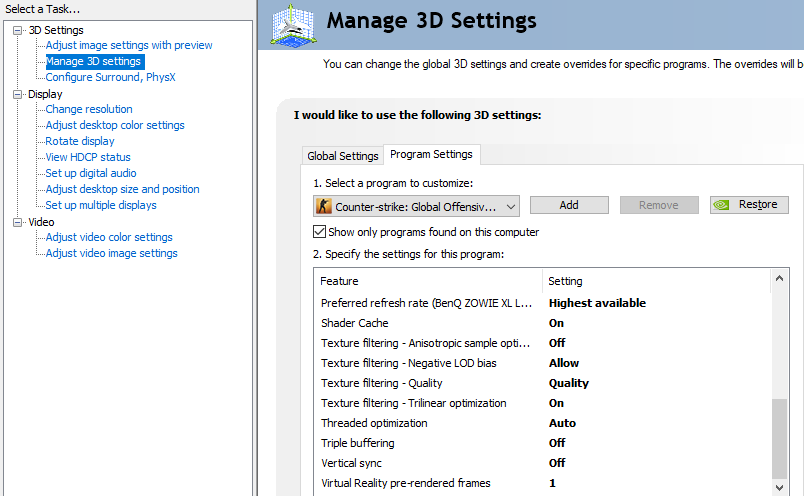 Select a Task...
3D Settings
Adjust image settings with preview
Manage 3D settings
Configure Surround, PhysX
Display
Change resolution
Adjust desktop color settings
Rotate display
View HDCP status
Set up digital audio
Adjust desktop size and position
Set up multiple displays
Video
Adjust video color settings
Adjust video image settings
Manage 3D Settings
You can change the global 3D settings and create overrides for specific programs. The overrides will b
I would like to use the following 3D settings:
Global Settings Program Settings
1. Select a program to customize:
Counter-strike: Global Offensiv... Add Remove Restore
Show only programs found on this computer
2. Specify the settings for this program:
Feature Setting
Preferred refresh rate (BenQ ZOWIE XL L... Highest available
Shader Cache On
Texture filtering - Anisotropic sample opti... Off
Texture filtering - Negative LOD bias Allow
Texture filtering - Quality Quality
Texture filtering - Trilinear optimization On
Threaded optimization Auto
Triple buffering Off
Vertical sync Off
Virtual Reality pre-rendered frames 1